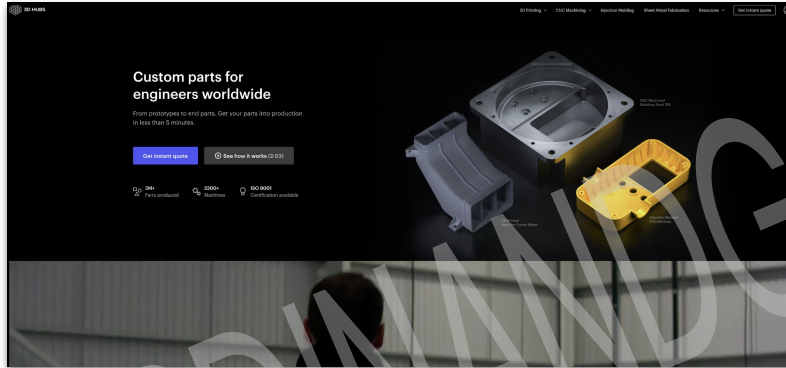 3D HUBS
3D Printing
CNC Machining
Injection Molding
Sheet Metal Fabrication
Resources
Get instant quote
Custom parts for
engineers worldwide
From prototypes to end parts. Get your parts into production
in less than 5 minutes.
Get instant quote
See how it works (2:03)
3M+
Parts produced
2300+
Machines
ISO 9001
Certification available
CNC Machined
Stainless Steel 316
Injection Molded